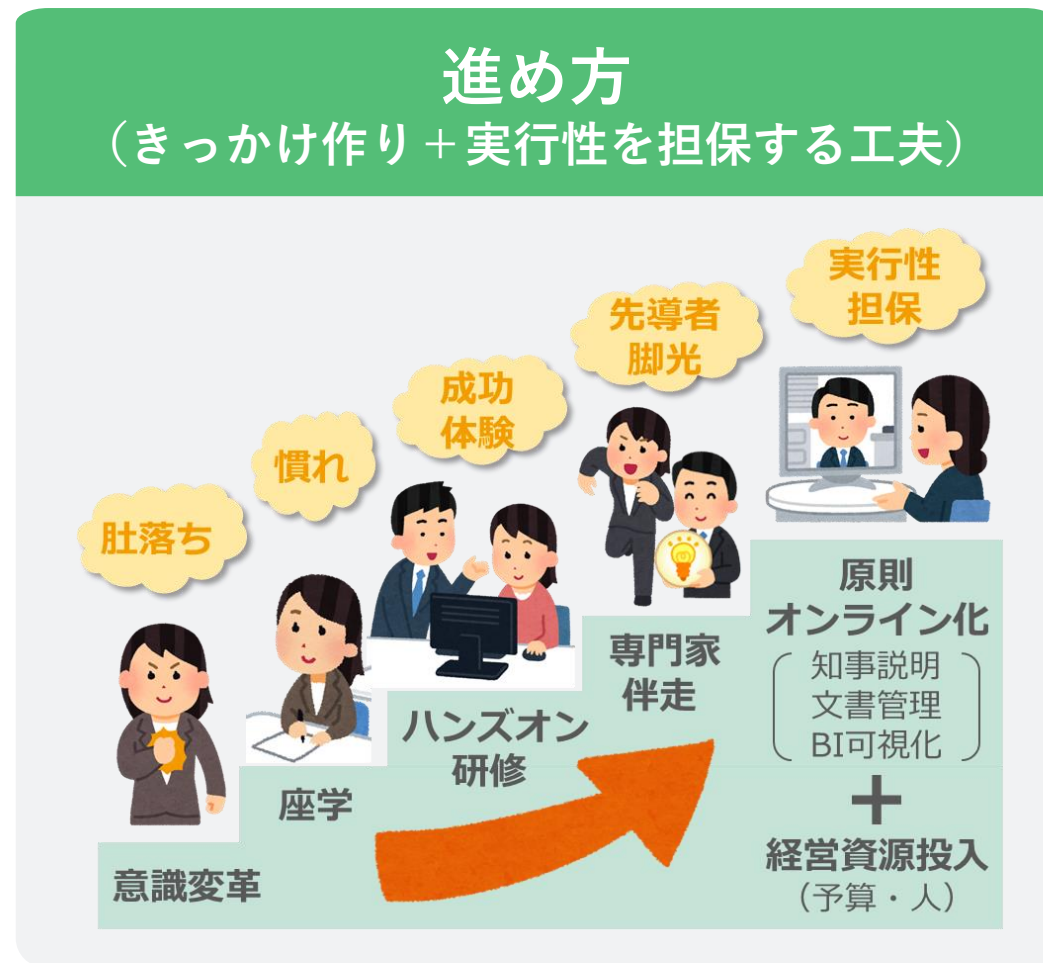 進め方
（きっかけ作り＋実行性を担保する工夫）
肚落ち
慣れ
成功
体験
先導者
脚光
実行性
担保
意識変革
座学
ハンズオン
研修
専門家
伴走
原則
オンライン化
知事説明
文書管理
BI可視化
＋
経営資源投入
（予算・人）